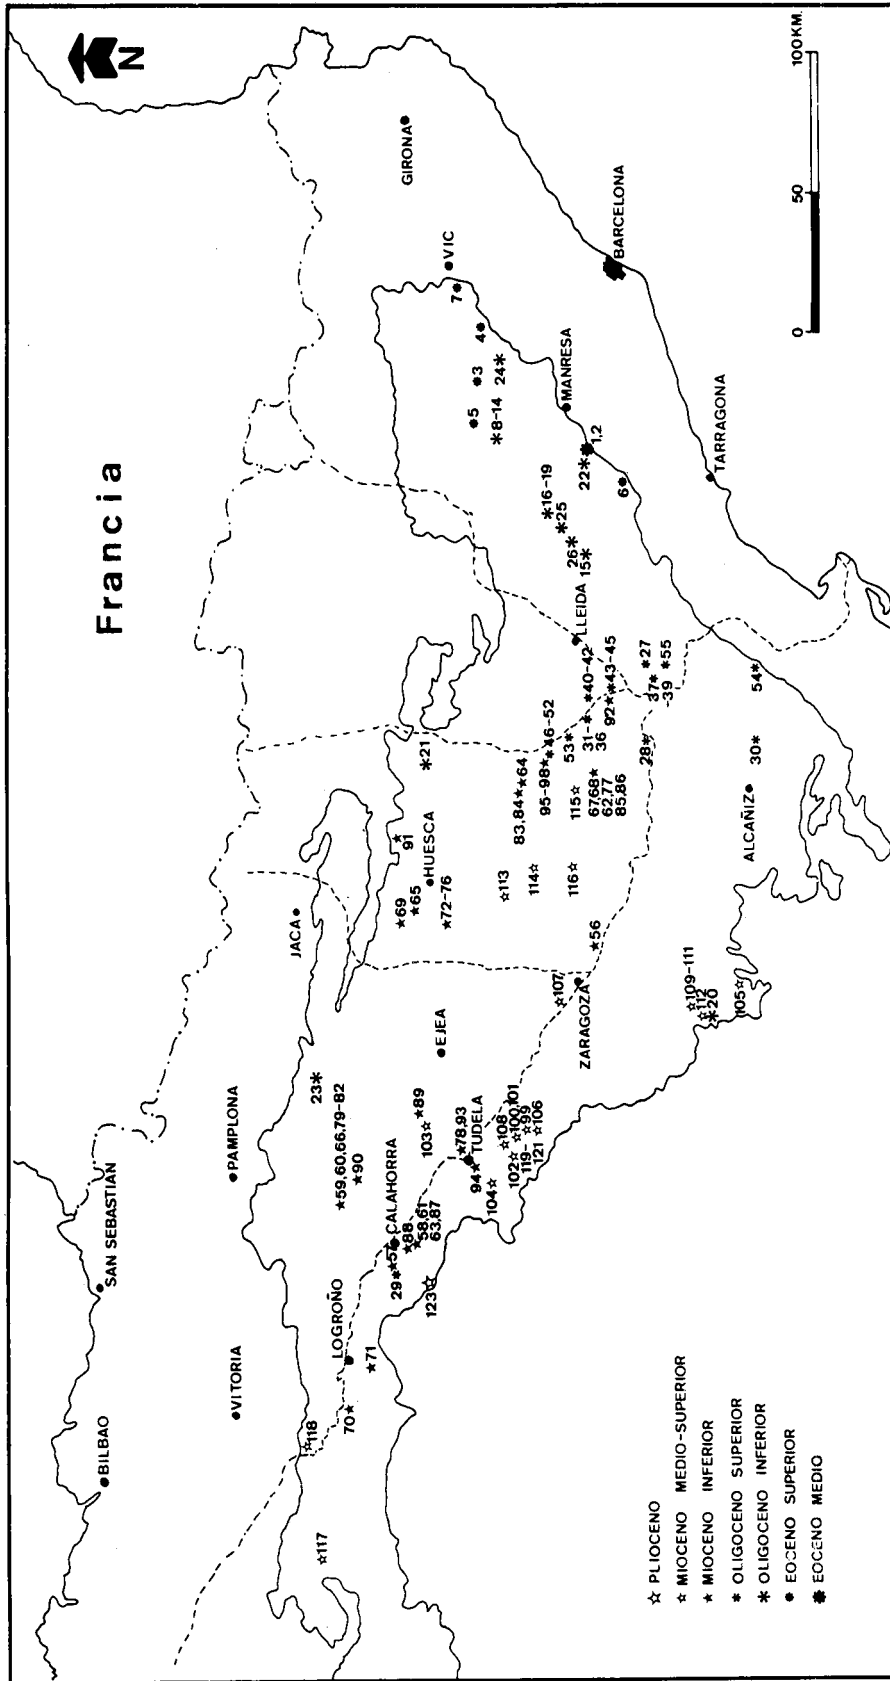 N
Francia
BILBAO
SAN SEBASTIAN
VITORIA
PAMPLONA
JACA
GIRONA
VIC
LOGROÑO
CALAHORRA
EJEA
HUESCA
TUDELA
ZARAGOZA
LLEIDA
MANRESA
BARCELONA
TARRAGONA
ALCAÑIZ
117
118
70
71
29
57
88
58,61
63,87
123
59,60,66,79-82
90
23
103
89
78,93
94
104
108
102
100,101
119-
121
99
106
107
69
65
72-76
91
21
113
114
116
115
56
83,84
64
95-98
46-52
53
31-
36
40-42
92
43-45
67,68
62,77
85,86
28
37
-39
27
55
54
30
109-111
112
20
105
7
4
3
5
24
8-14
1,2
22
6
16-19
25
26
15
0 50 100KM.
PLIOCENO
MIOCENO MEDIO-SUPERIOR
MIOCENO INFERIOR
OLIGOCENO SUPERIOR
OLIGOCENO INFERIOR
EOCENO SUPERIOR
EOCENO MEDIO